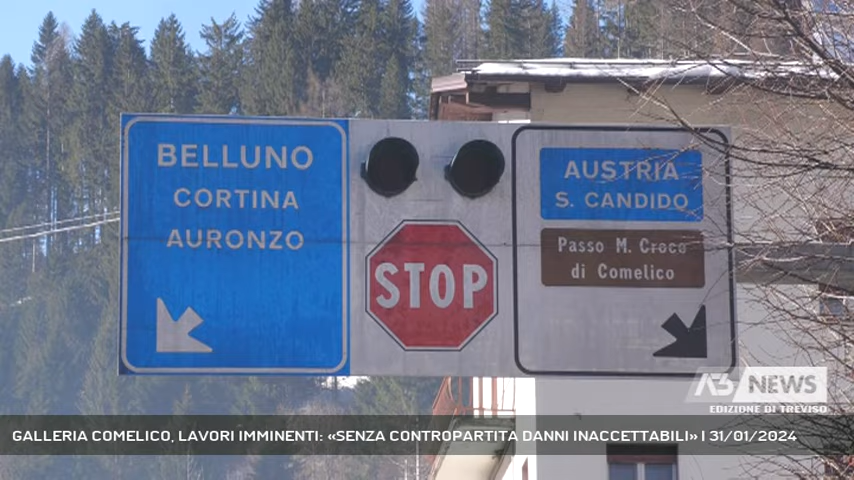 BELLUNO
CORTINA
AURONZO
STOP
AUSTRIA
S. CANDIDO
Passo M. Croce
di Comelico
A3 NEWS
EDIZIONE DI TREVISO
GALLERIA COMELICO, LAVORI IMMINENTI: «SENZA CONTROPARTITA DANNI INACCETTABILI» | 31/01/2024